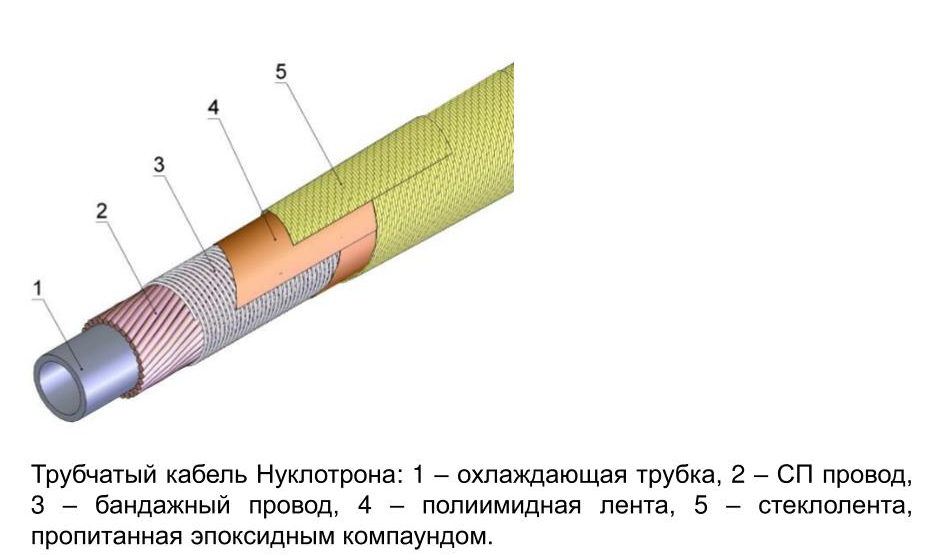 5
4
3
2
1
Трубчатый кабель Нуклотрона: 1 – охлаждающая трубка, 2 – СП провод,
3 – бандажный провод, 4 – полиимидная лента, 5 – стеклолента,
пропитанная эпоксидным компаундом.